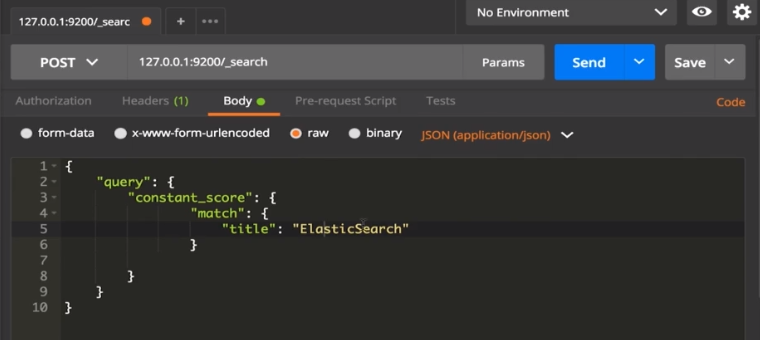 127.0.0.1:9200/_searc
+
•••
No Environment
POST
127.0.0.1:9200/_search
Params
Send
Save
Authorization Headers (1) Body Pre-request Script Tests Code
form-data x-www-form-urlencoded raw binary JSON (application/json)
1 {
2 "query": {
3 "constant_score": {
4 "match": {
5 "title": "ElasticSearch"
6 }
7
8 }
9 }
10 }